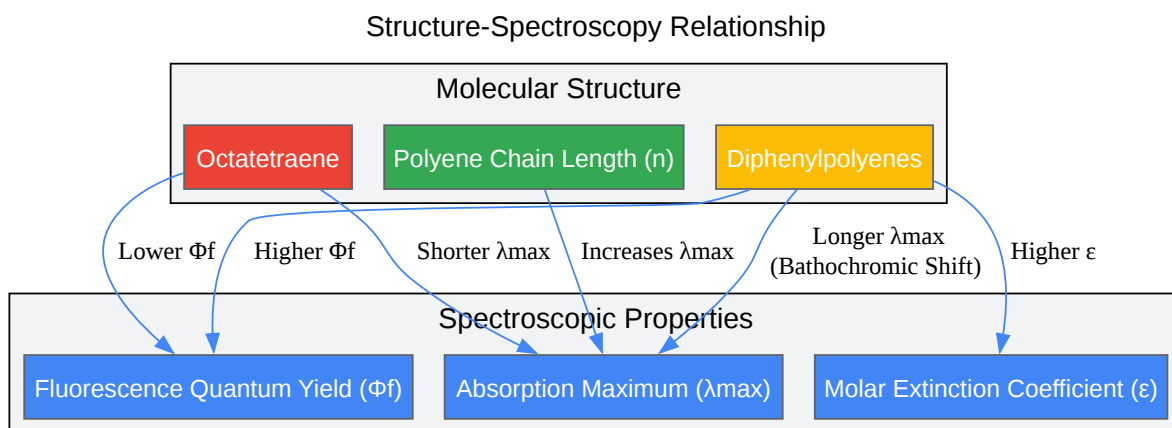 Structure-Spectroscopy Relationship
Molecular Structure
Octatetraene
Polyene Chain Length (n)
Diphenylpolyenes
Lower Φf
Higher Φf
Shorter λmax
Increases λmax
Longer λmax
(Bathochromic Shift)
Higher ε
Spectroscopic Properties
Fluorescence Quantum Yield (Φf)
Absorption Maximum (λmax)
Molar Extinction Coefficient (ε)